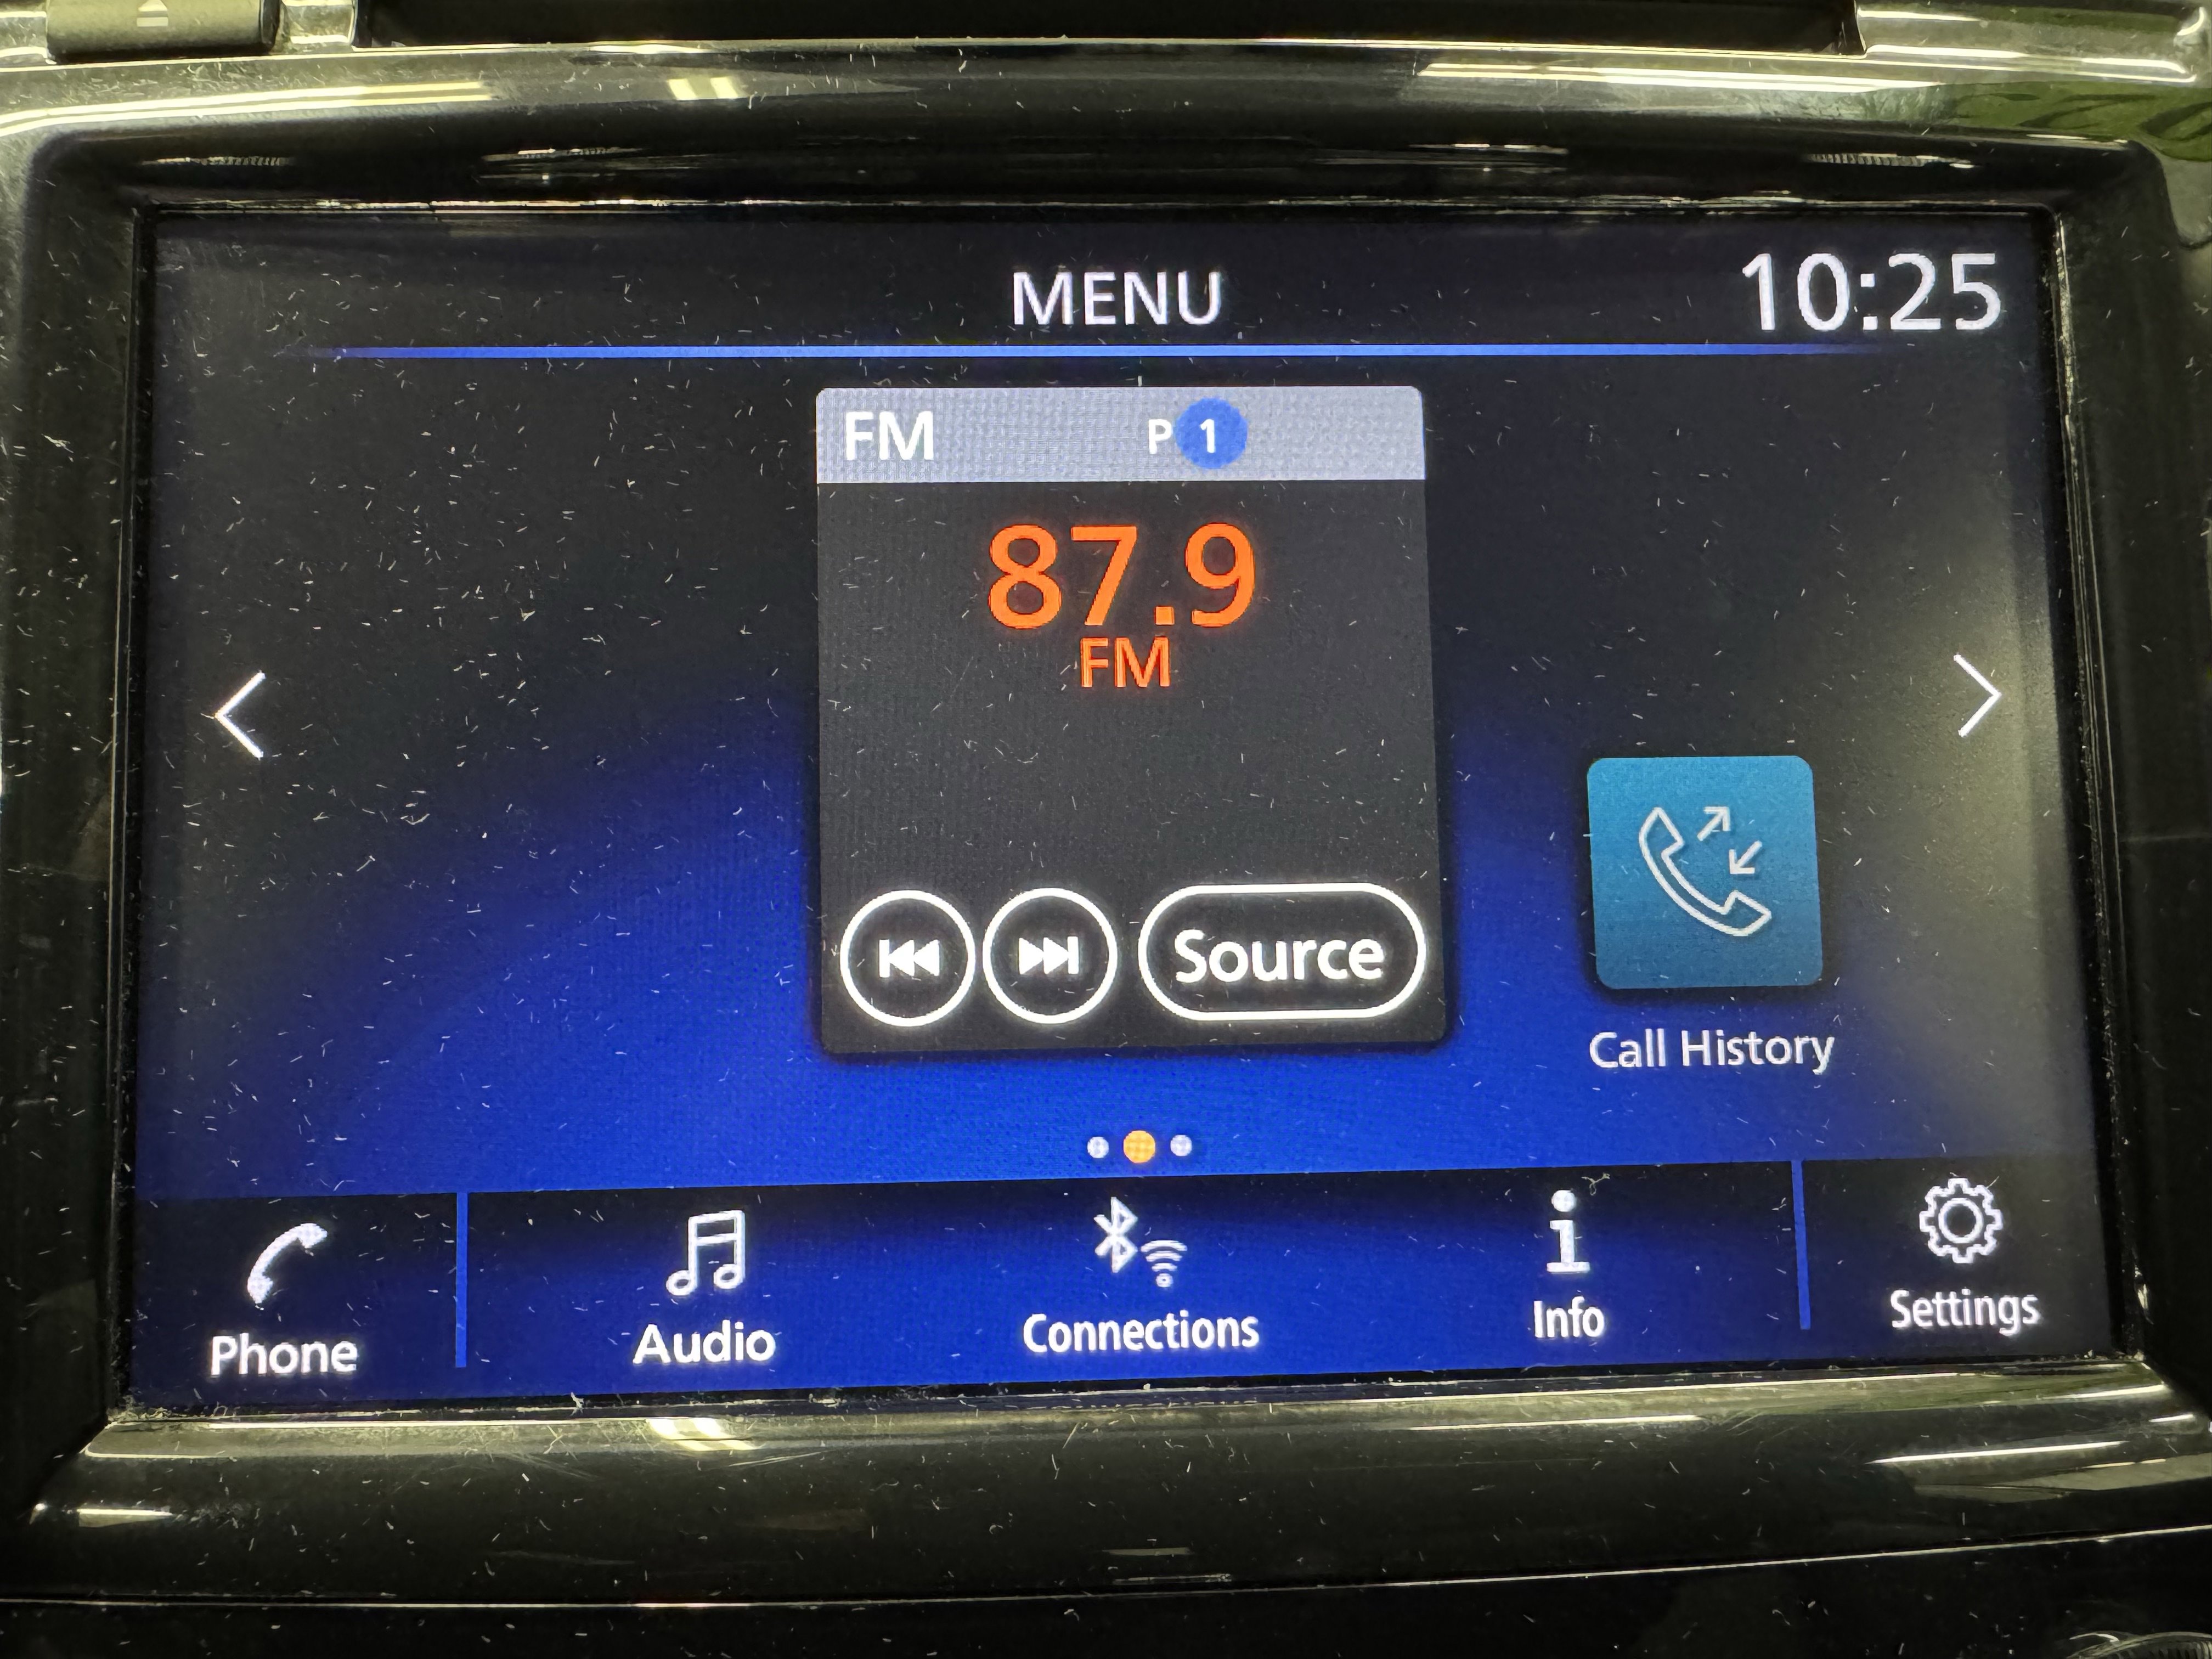 MENU
10:25
FM P 1
87.9
FM
Source
Call History
Phone
Audio
Connections
Info
Settings